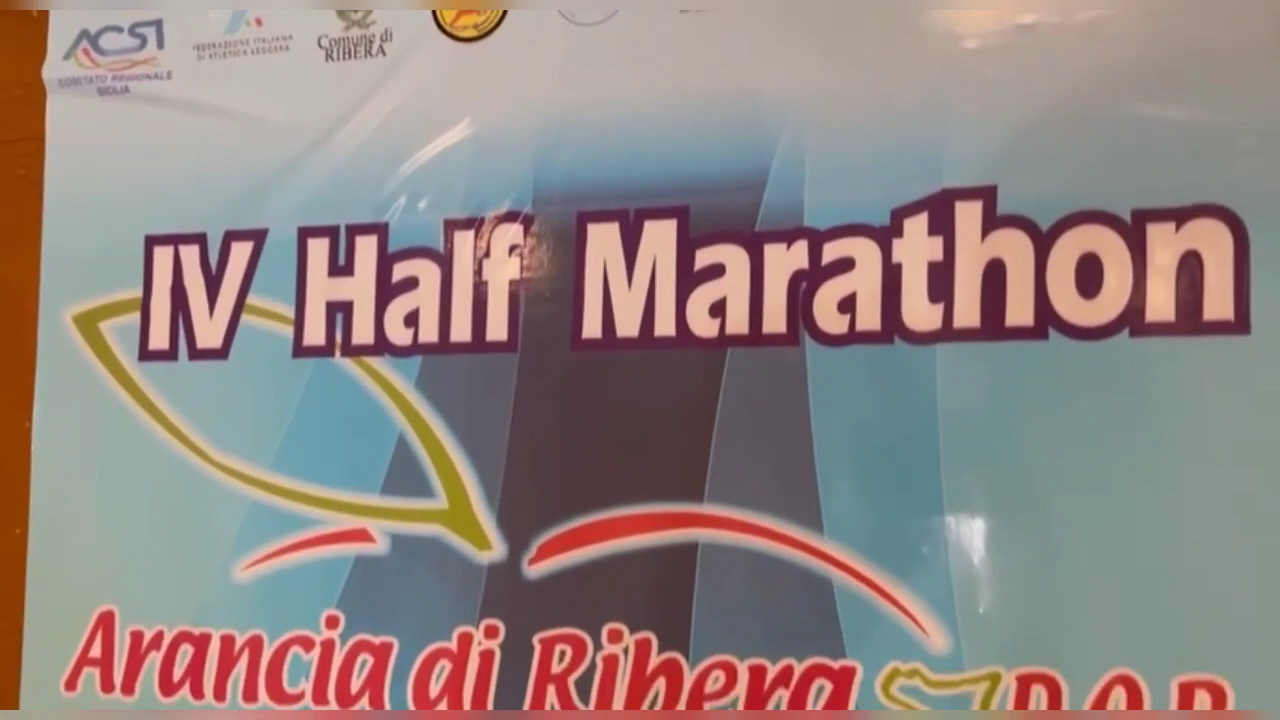 ACSI
COMITATO REGIONALE
SICILIA
FEDERAZIONE ITALIANA
DI ATLETICA LEGGERA
Comune di
RIBERA
IV Half Marathon
Arancia di Ribera D.O.P.